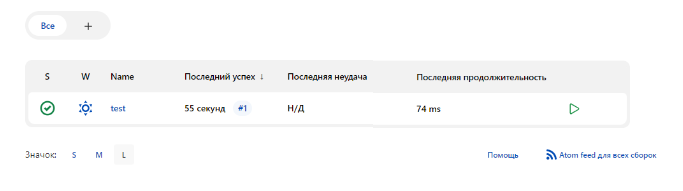 Все +
S W Name Последний успех ↓ Последняя неудача Последняя продолжительность
test 55 секунд #1 Н/Д 74 ms
Значок: S M L Помощь Atom feed для всех сборок